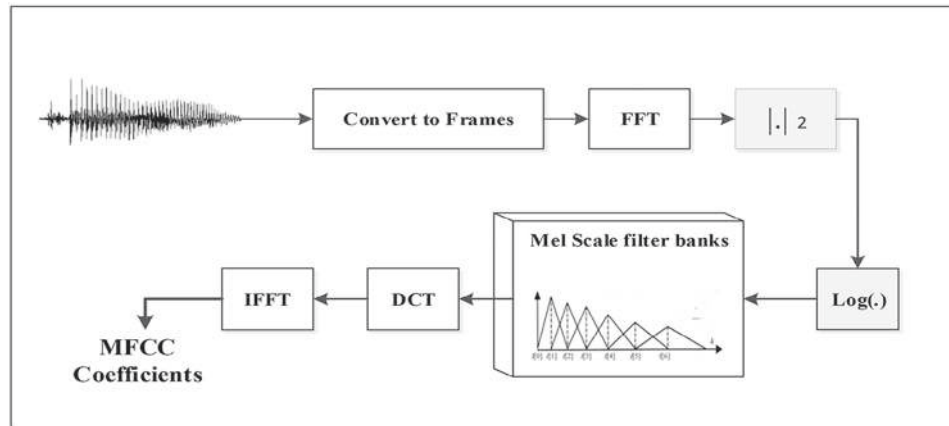 Convert to Frames
FFT
|.| 2
Mel Scale filter banks
IFFT
DCT
Log(.)
MFCC
Coefficients